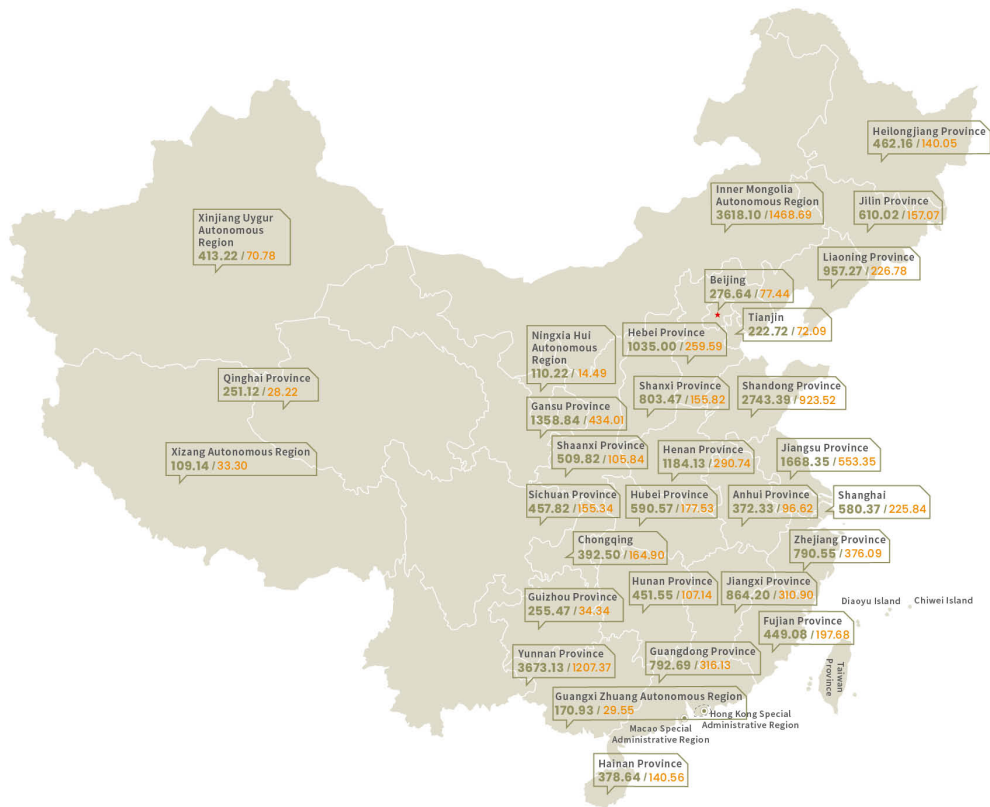 Heilongjiang Province
462.16 / 140.05
Inner Mongolia
Autonomous Region
3618.10 / 1468.69
Jilin Province
610.02 / 157.07
Xinjiang Uygur
Autonomous
Region
413.22 / 70.78
Liaoning Province
957.27 / 226.78
Beijing
276.64 / 77.44
Tianjin
222.72 / 72.09
Ningxia Hui
Autonomous
Region
110.22 / 14.49
Hebei Province
1035.00 / 259.59
Qinghai Province
251.12 / 28.22
Shanxi Province
803.47 / 155.82
Shandong Province
2743.39 / 923.52
Gansu Province
1358.84 / 434.01
Xizang Autonomous Region
109.14 / 33.30
Shaanxi Province
509.82 / 105.84
Henan Province
1184.13 / 290.74
Jiangsu Province
1668.35 / 553.35
Sichuan Province
457.82 / 155.34
Hubei Province
590.57 / 177.53
Anhui Province
372.33 / 96.62
Shanghai
580.37 / 225.84
Chongqing
392.50 / 164.90
Zhejiang Province
790.55 / 376.09
Guizhou Province
255.47 / 34.34
Hunan Province
451.55 / 107.14
Jiangxi Province
864.20 / 310.90
Diaoyu Island
Chiwei Island
Fujian Province
449.08 / 197.68
Yunnan Province
3673.13 / 1207.37
Guangdong Province
792.69 / 316.13
Taiwan
Province
Guangxi Zhuang Autonomous Region
170.93 / 29.55
Hong Kong Special
Administrative Region
Macao Special
Administrative Region
Hainan Province
378.64 / 140.56